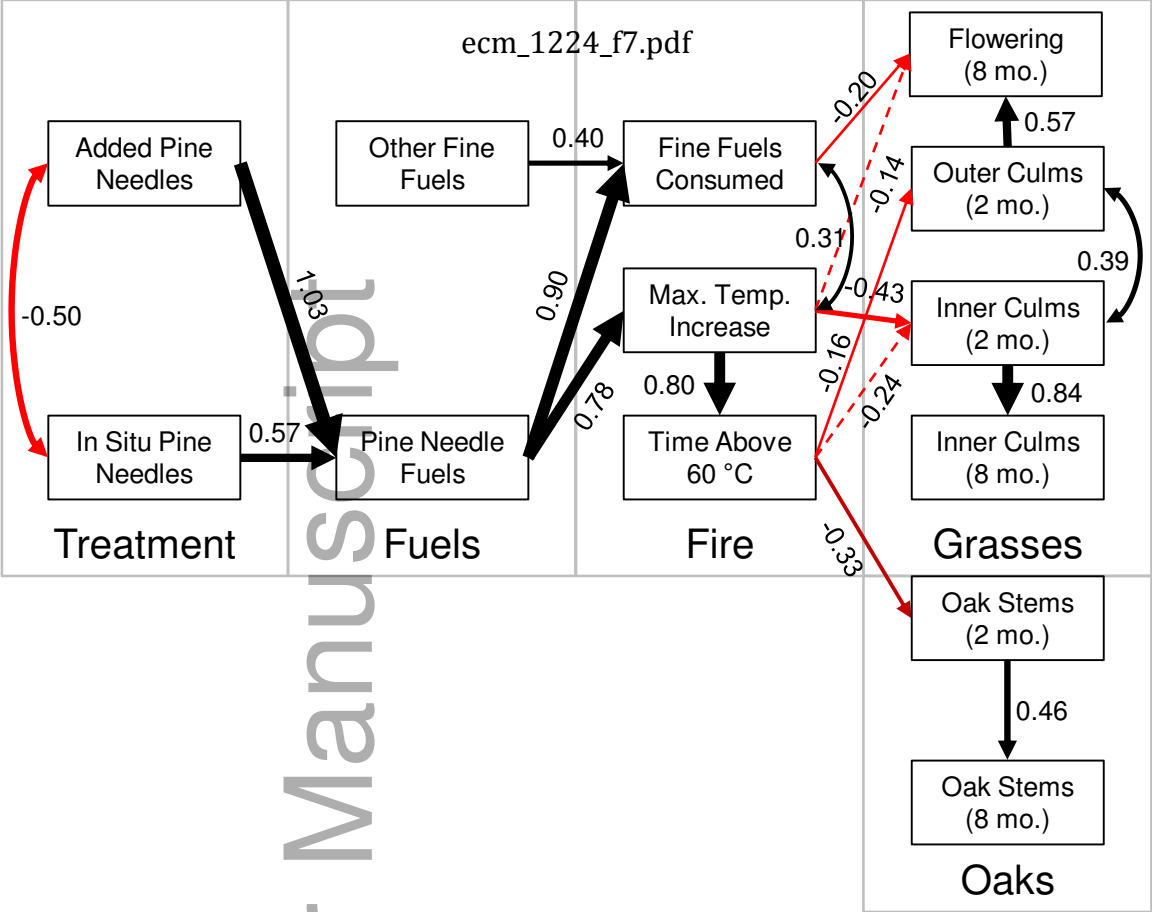 ecm_1224_f7.pdf
Added Pine
Needles
In Situ Pine
Needles
-0.50
1.03
0.57
Treatment
Other Fine
Fuels
Pine Needle
Fuels
0.40
0.90
0.78
Fuels
Fine Fuels
Consumed
Max. Temp.
Increase
Time Above
60 °C
0.31
0.80
Fire
-0.20
-0.14
-0.43
-0.16
-0.24
-0.33
Flowering
(8 mo.)
0.57
Outer Culms
(2 mo.)
0.39
Inner Culms
(2 mo.)
0.84
Inner Culms
(8 mo.)
Grasses
Oak Stems
(2 mo.)
0.46
Oak Stems
(8 mo.)
Oaks
Manuscript